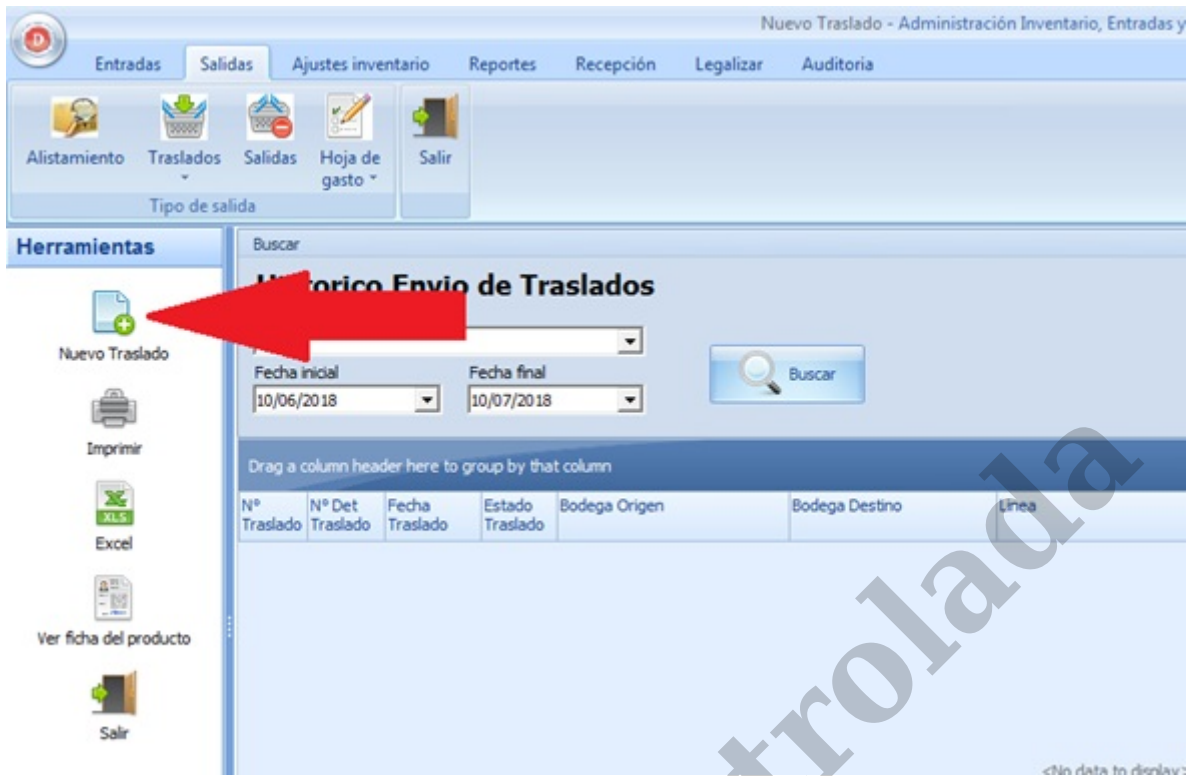 Nuevo Traslado - Administración Inventario, Entradas y
Entradas Salidas Ajustes inventario Reportes Recepción Legalizar Auditoria
Alistamiento Traslados Salidas Hoja de gasto Salir
Tipo de salida
Herramientas
Nuevo Traslado
Imprimir
Excel
Ver ficha del producto
Salir
Buscar
Envio de Traslados
Fecha inicial Fecha final
10/06/2018 10/07/2018
Buscar
Drag a column header here to group by that column
Nº Traslado Nº Det Traslado Fecha Traslado Estado Traslado Bodega Origen Bodega Destino Linea
<No data to display>
trolada